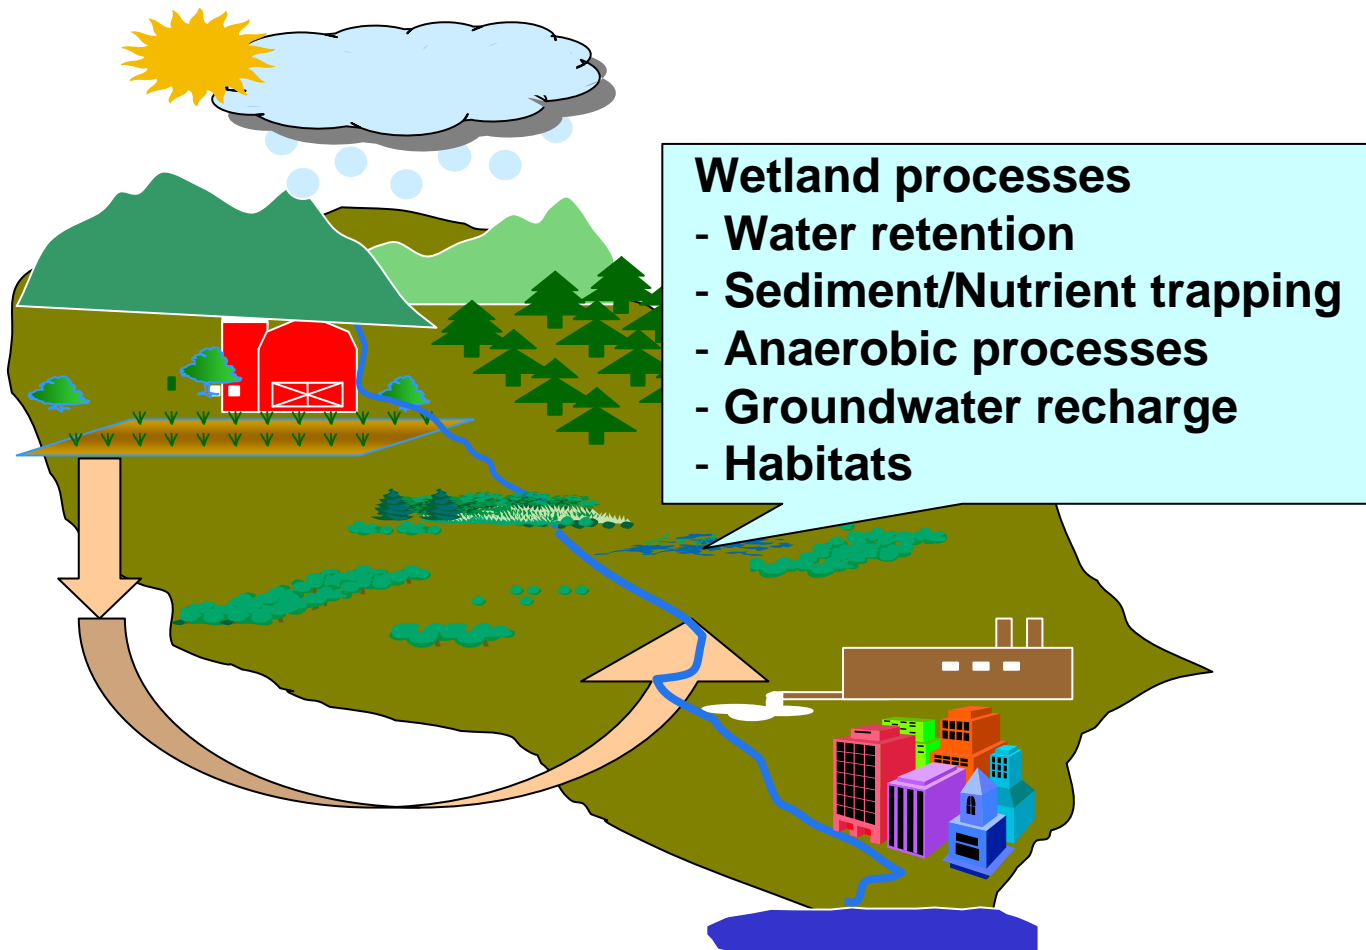 Wetland processes
- Water retention
- Sediment/Nutrient trapping
- Anaerobic processes
- Groundwater recharge
- Habitats